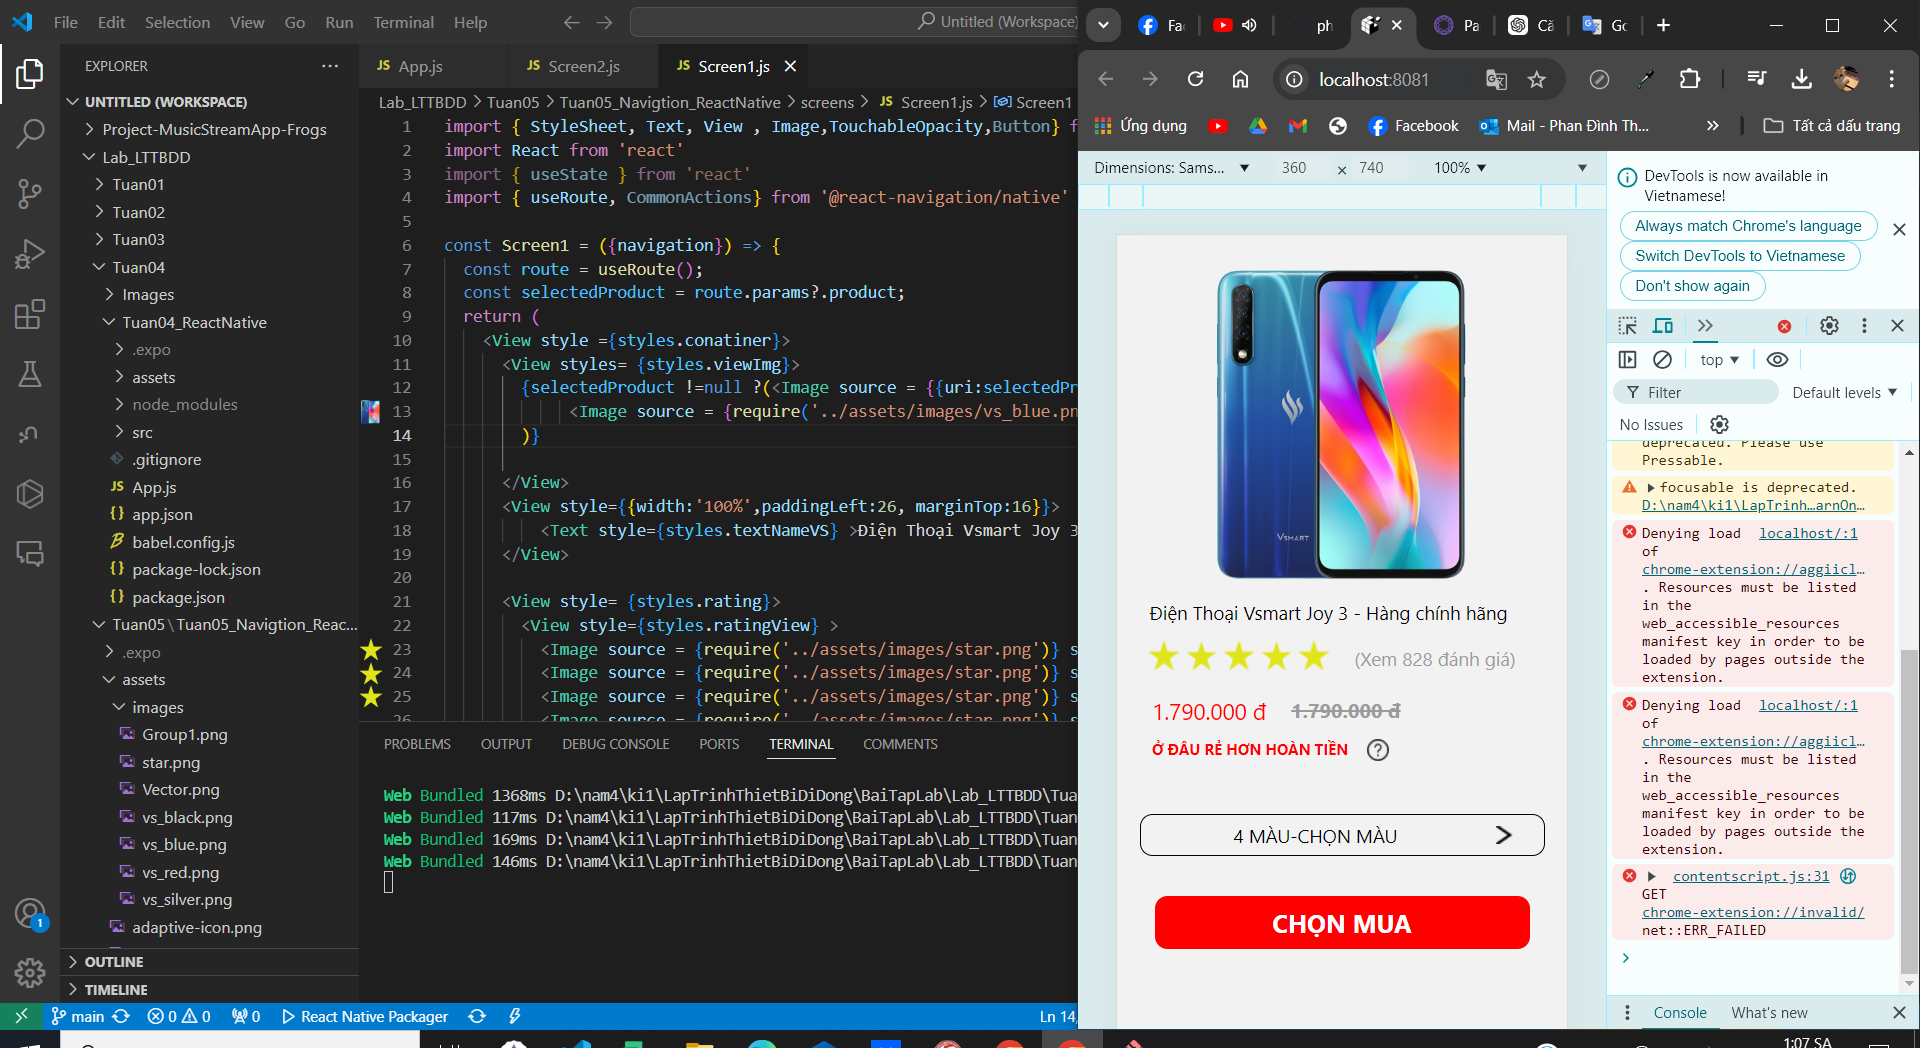 File Edit Selection View Go Run Terminal Help
Untitled (Workspace)
EXPLORER
UNTITLED (WORKSPACE)
Project-MusicStreamApp-Frogs
Lab_LTTBDD
Tuan01
Tuan02
Tuan03
Tuan04
Images
Tuan04_ReactNative
.expo
assets
node_modules
src
.gitignore
JS App.js
{} app.json
babel.config.js
{} package-lock.json
{} package.json
Tuan05\Tuan05_Navigtion_Reac...
.expo
assets
images
Group1.png
star.png
Vector.png
vs_black.png
vs_blue.png
vs_red.png
vs_silver.png
adaptive-icon.png
OUTLINE
TIMELINE
JS App.js JS Screen2.js JS Screen1.js
Lab_LTTBDD > Tuan05 > Tuan05_Navigtion_ReactNative > screens > JS Screen1.js > Screen1
1 import { StyleSheet, Text, View , Image,TouchableOpacity,Button} f
2 import React from 'react'
3 import { useState } from 'react'
4 import { useRoute, CommonActions} from '@react-navigation/native'
5
6 const Screen1 = ({navigation}) => {
7 const route = useRoute();
8 const selectedProduct = route.params?.product;
9 return (
10 <View style ={styles.conatiner}>
11 <View styles= {styles.viewImg}>
12 {selectedProduct !=null ?(<Image source = {{uri:selectedPr
13 <Image source = {require('../assets/images/vs_blue.pn
14 )}
15
16 </View>
17 <View style={{width:'100%',paddingLeft:26, marginTop:16}}>
18 <Text style={styles.textNameVS} >Điện Thoại Vsmart Joy 3
19 </View>
20
21 <View style= {styles.rating}>
22 <View style={styles.ratingView} >
23 <Image source = {require('../assets/images/star.png')} s
24 <Image source = {require('../assets/images/star.png')} s
25 <Image source = {require('../assets/images/star.png')} s
26 <Image source = {require('../assets/images/star.png')} s
PROBLEMS OUTPUT DEBUG CONSOLE PORTS TERMINAL COMMENTS
Web Bundled 1368ms D:\nam4\ki1\LapTrinhThietBiDiDong\BaiTapLab\Lab_LTTBDD\Tua
Web Bundled 117ms D:\nam4\ki1\LapTrinhThietBiDiDong\BaiTapLab\Lab_LTTBDD\Tuan
Web Bundled 169ms D:\nam4\ki1\LapTrinhThietBiDiDong\BaiTapLab\Lab_LTTBDD\Tuan
Web Bundled 146ms D:\nam4\ki1\LapTrinhThietBiDiDong\BaiTapLab\Lab_LTTBDD\Tuan
main 0 0 0 React Native Packager Ln 14,
1
Fac ph Pa Că Go
localhost:8081
Ứng dụng Facebook Mail - Phan Đình Th... Tất cả dấu trang
Dimensions: Sams... 360 × 740 100%
VSMART
Điện Thoại Vsmart Joy 3 - Hàng chính hãng
(Xem 828 đánh giá)
1.790.000 đ 1.790.000 đ
Ở ĐÂU RẺ HƠN HOÀN TIỀN ?
4 MÀU-CHỌN MÀU
CHỌN MUA
DevTools is now available in
Vietnamese!
Always match Chrome's language
Switch DevTools to Vietnamese
Don't show again
top
Filter Default levels
No Issues
deprecated. Please use
Pressable.
focusable is deprecated.
D:\nam4\ki1\LapTrinh…arnOn…
Denying load localhost/:1
of
chrome-extension://aggiicl…
. Resources must be listed
in the
web_accessible_resources
manifest key in order to be
loaded by pages outside the
extension.
Denying load localhost/:1
of
chrome-extension://aggiicl…
. Resources must be listed
in the
web_accessible_resources
manifest key in order to be
loaded by pages outside the
extension.
contentscript.js:31
GET
chrome-extension://invalid/
net::ERR_FAILED
Console What's new
1:07 SA